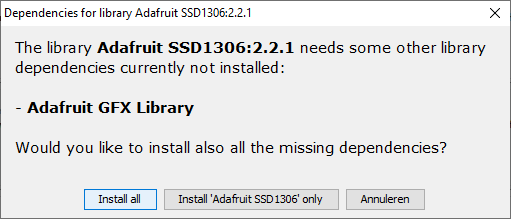 Dependencies for library Adafruit SSD1306:2.2.1
The library Adafruit SSD1306:2.2.1 needs some other library
dependencies currently not installed:
- Adafruit GFX Library
Would you like to install also all the missing dependencies?
Install all
Install 'Adafruit SSD1306' only
Annuleren